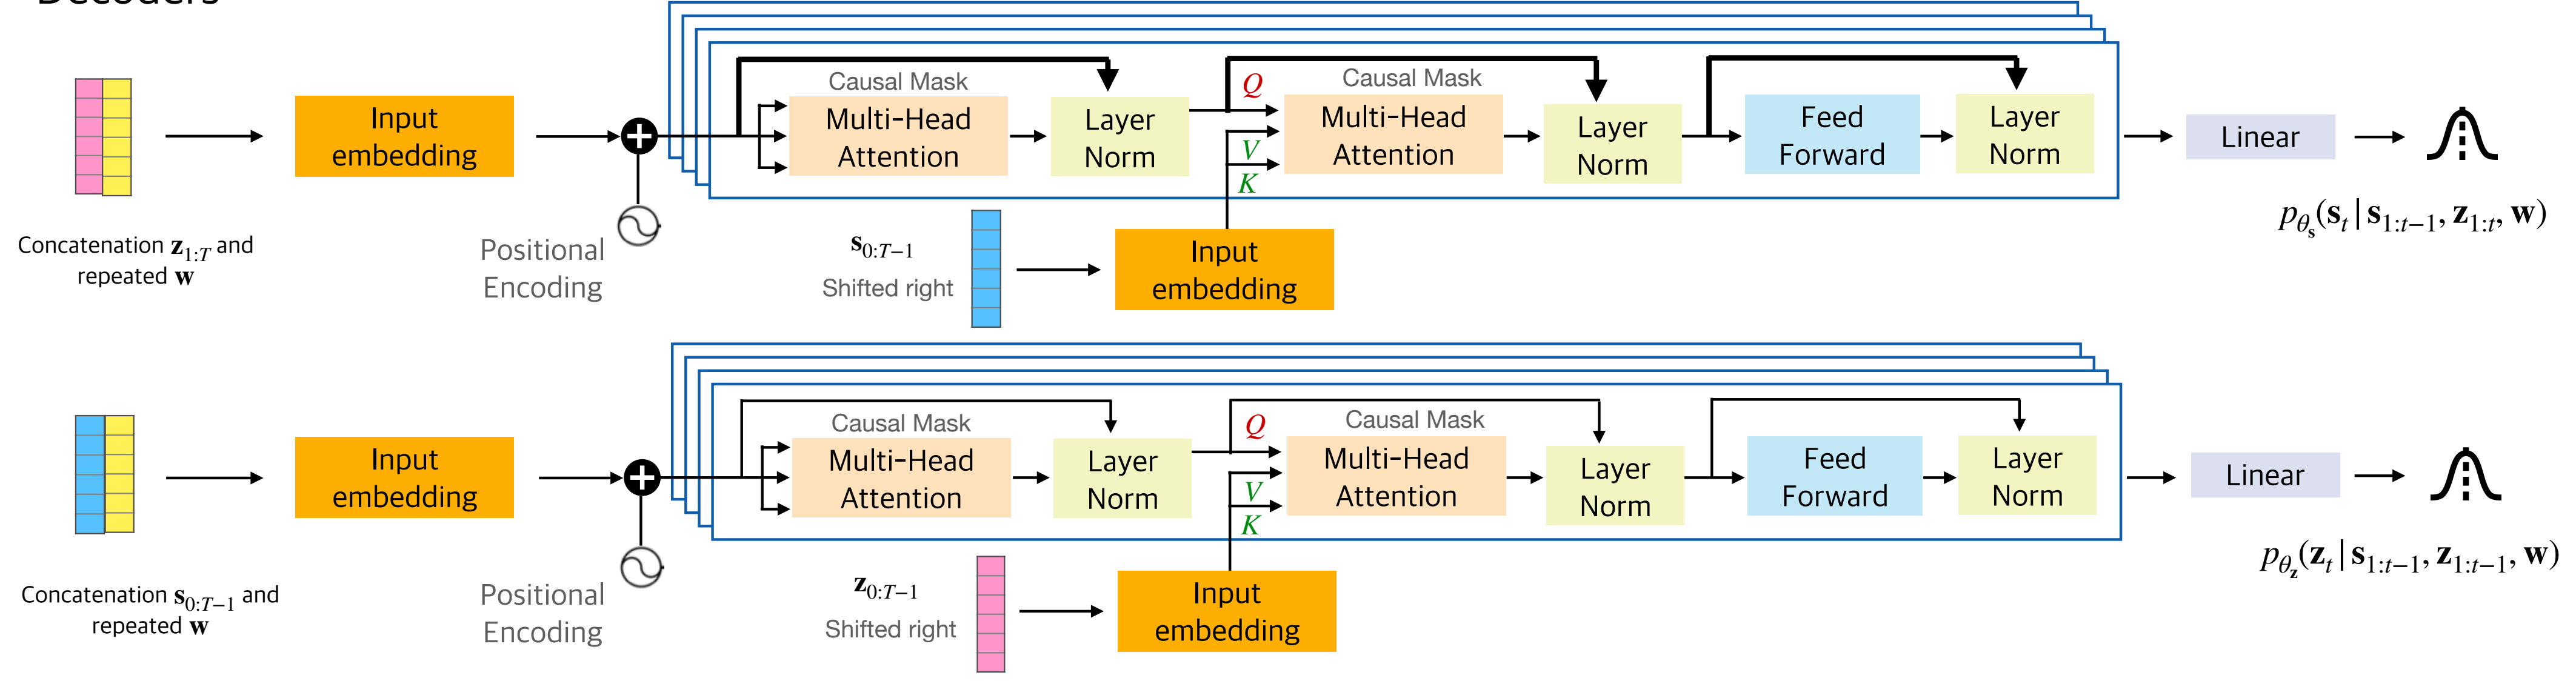 Decoders
Causal Mask
Multi-Head
Attention
Layer
Norm
Q
V
K
Causal Mask
Multi-Head
Attention
Layer
Norm
Feed
Forward
Layer
Norm
Linear
Input
embedding
Concatenation z1:T and
repeated w
Positional
Encoding
s0:T−1
Shifted right
Input
embedding
pθs(st | s1:t−1, z1:t, w)
Causal Mask
Multi-Head
Attention
Layer
Norm
Q
V
K
Causal Mask
Multi-Head
Attention
Layer
Norm
Feed
Forward
Layer
Norm
Linear
Input
embedding
Concatenation s0:T−1 and
repeated w
Positional
Encoding
z0:T−1
Shifted right
Input
embedding
pθz(zt | s1:t−1, z1:t−1, w)